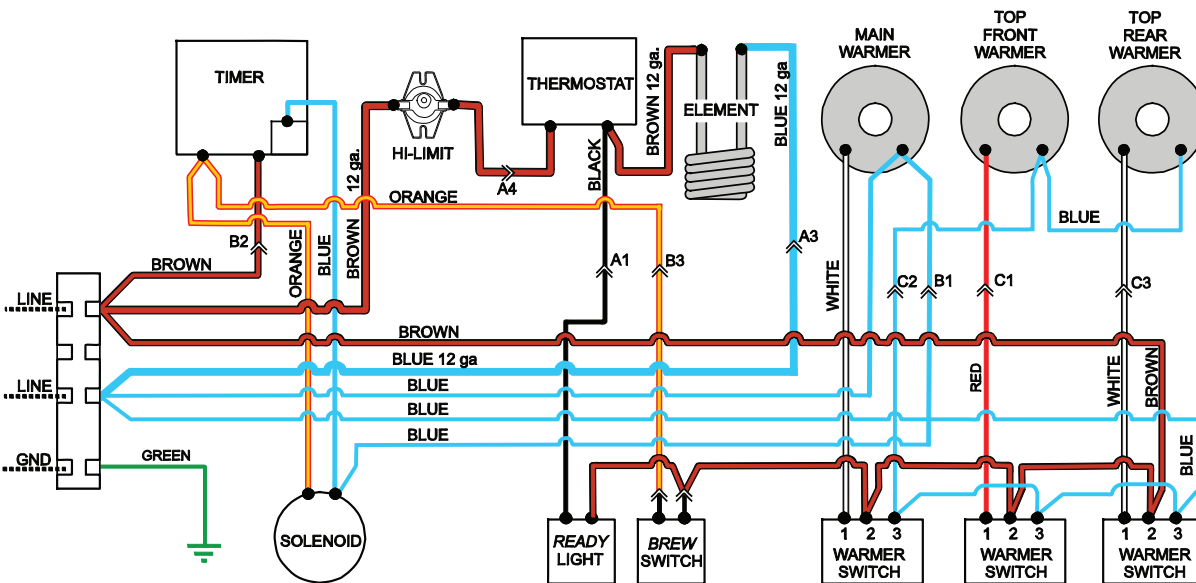 TIMER
HI-LIMIT
THERMOSTAT
BROWN 12 ga.
ELEMENT
BLUE 12 ga
MAIN
WARMER
TOP
FRONT
WARMER
TOP
REAR
WARMER
12 ga.
BROWN
A4
BLACK
ORANGE
BLUE
B2
ORANGE
BLUE
A1
B3
A3
BROWN
WHITE
C2
B1
C1
C3
LINE
BROWN
BLUE 12 ga
LINE
BLUE
BLUE
BLUE
RED
WHITE
BROWN
BLUE
GND
GREEN
SOLENOID
READY
LIGHT
BREW
SWITCH
1 2 3
WARMER
SWITCH
1 2 3
WARMER
SWITCH
1 2 3
WARMER
SWITCH